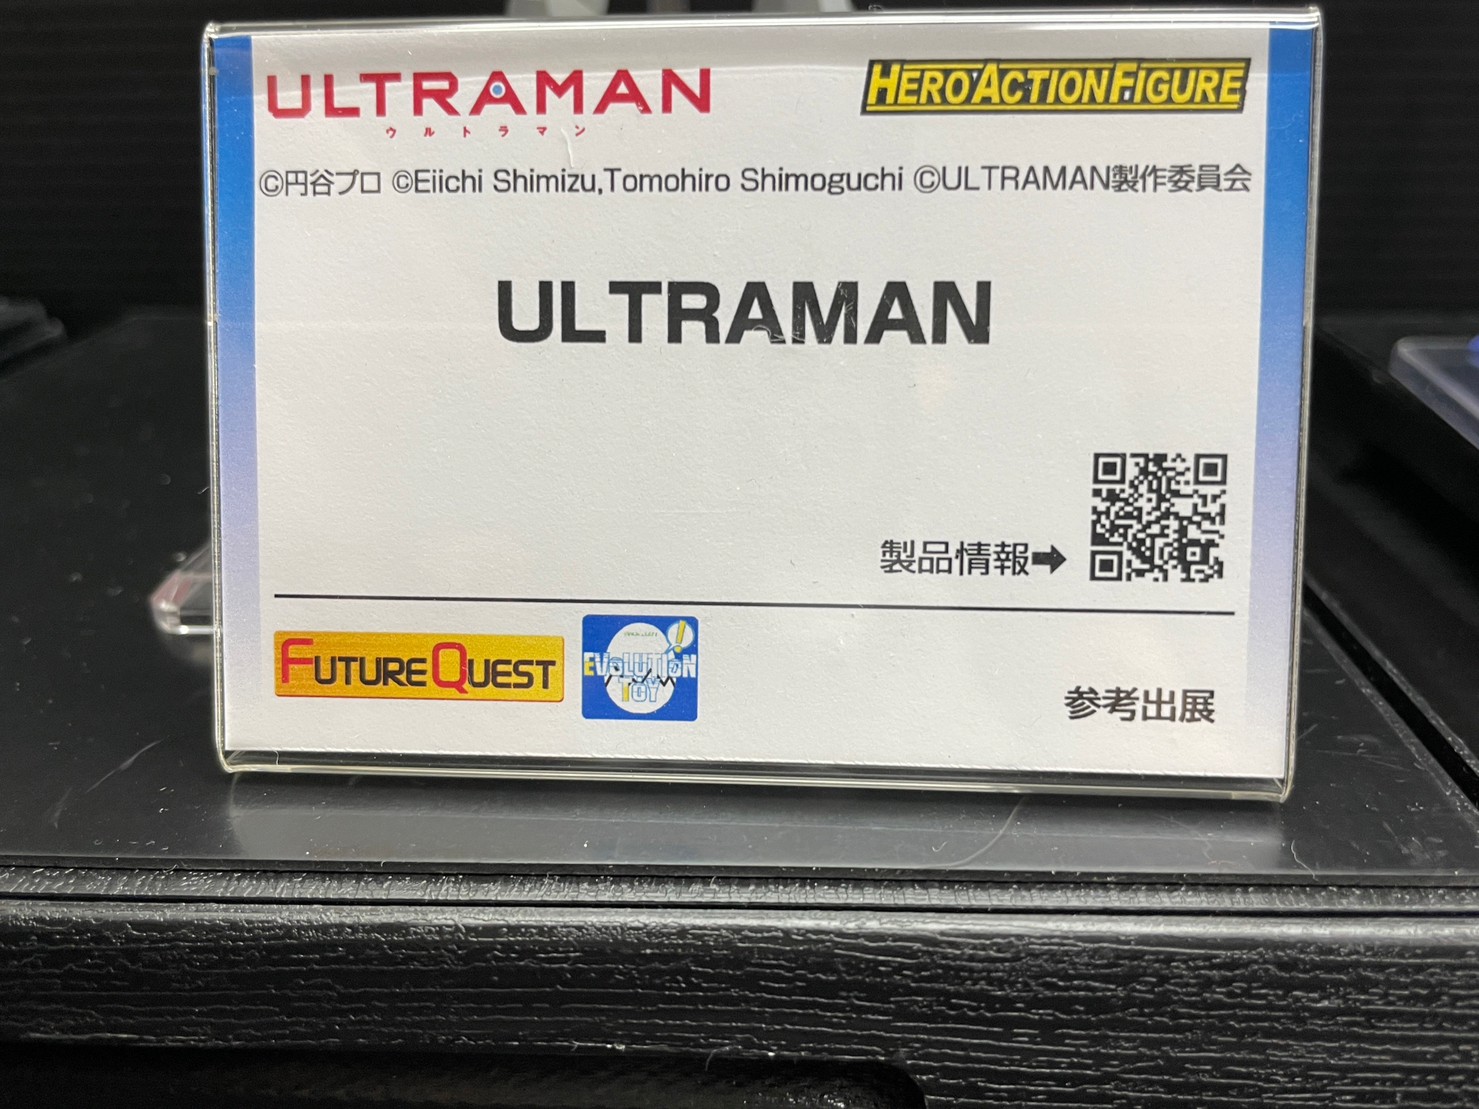 ULTRAMAN
ウルトラマン
HERO ACTION FIGURE
©円谷プロ ©Eiichi Shimizu,Tomohiro Shimoguchi ©ULTRAMAN製作委員会
ULTRAMAN
製品情報➡
FUTURE QUEST
EVOLUTION
TOY
参考出展